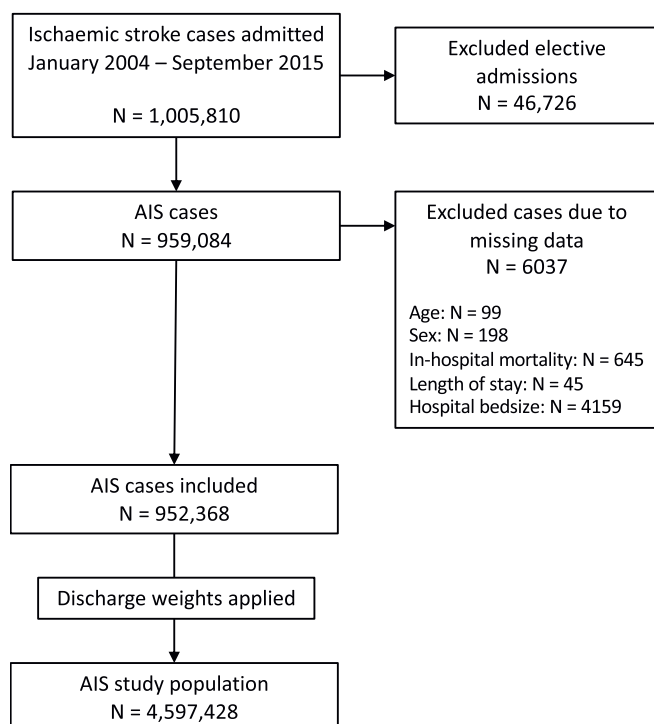 Ischaemic stroke cases admitted
January 2004 – September 2015
N = 1,005,810
Excluded elective
admissions
N = 46,726
AIS cases
N = 959,084
Excluded cases due to
missing data
N = 6037
Age: N = 99
Sex: N = 198
In-hospital mortality: N = 645
Length of stay: N = 45
Hospital bedsize: N = 4159
AIS cases included
N = 952,368
Discharge weights applied
AIS study population
N = 4,597,428